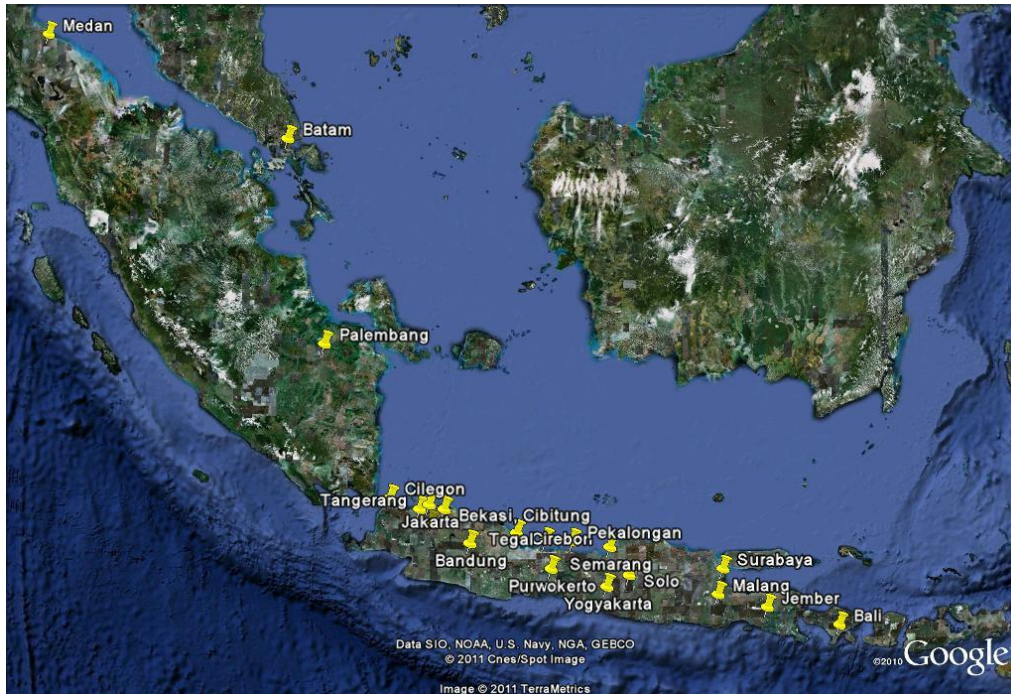 Medan
Batam
Palembang
Cilegon
Tangerang
Jakarta
Bekasi, Cibitung
Tegal
Cirebon
Pekalongan
Bandung
Semarang
Surabaya
Purwokerto
Solo
Malang
Yogyakarta
Jember
Bali
Data SIO, NOAA, U.S. Navy, NGA, GEBCO
© 2011 Cnes/Spot Image
©2010 Google
Image © 2011 TerraMetrics